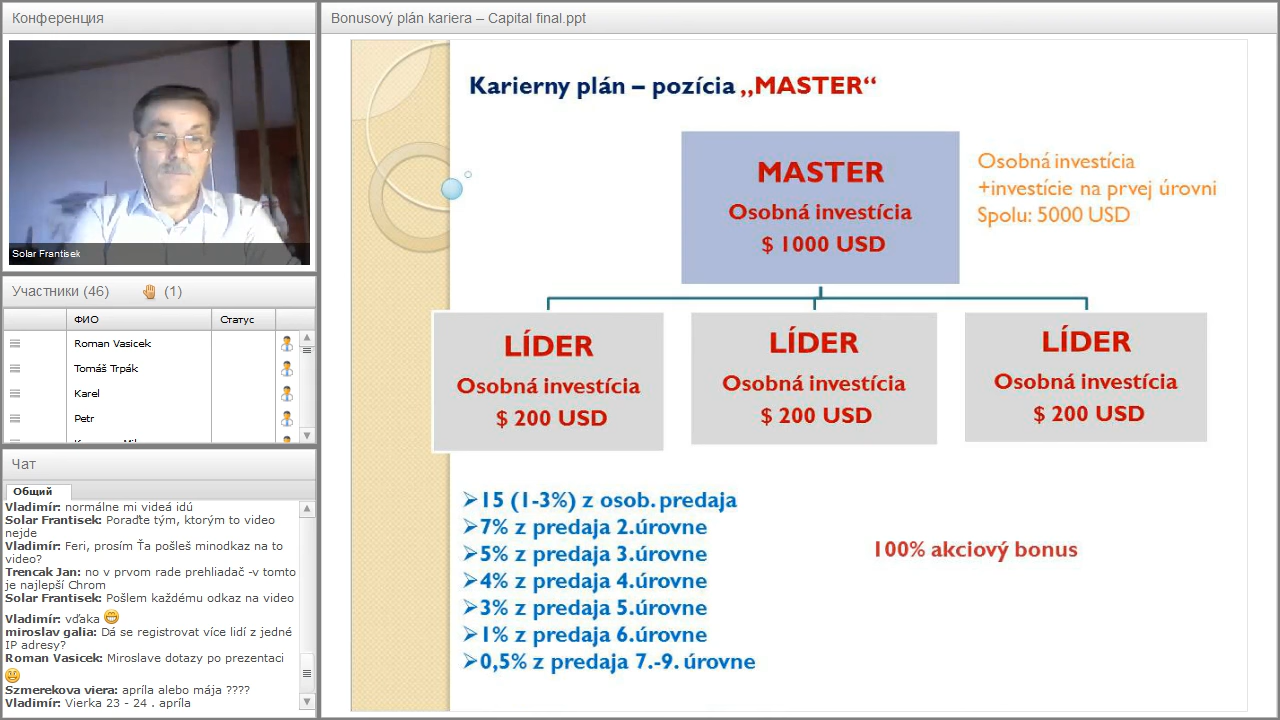 Конференция
Solar Frantisek
Участники (46)
(1)
ФИО
Статус
Roman Vasicek
Tomáš Trpák
Karel
Petr
Чат
Общий
Vladimír: normálne mi videá idú
Solar Frantisek: Poraďte tým, ktorým to video
nejde
Vladimír: Feri, prosím Ťa pošleš minodkaz na to
video?
Trencak Jan: no v prvom rade prehliadač -v tomto
je najlepší Chrom
Solar Frantisek: Pošlem každému odkaz na video
Vladimír: vďaka
miroslav galia: Dá se registrovat více lidí z jedné
IP adresy?
Roman Vasicek: Miroslave dotazy po prezentaci
Szmerekova viera: apríla alebo mája ????
Vladimír: Vierka 23 - 24 . apríla
Bonusový plán kariera – Capital final.ppt
Karierny plán – pozícia „MASTER“
MASTER
Osobná investícia
$ 1000 USD
Osobná investícia
+investície na prvej úrovni
Spolu: 5000 USD
LÍDER
Osobná investícia
$ 200 USD
LÍDER
Osobná investícia
$ 200 USD
LÍDER
Osobná investícia
$ 200 USD
➢15 (1-3%) z osob. predaja
➢7% z predaja 2.úrovne
➢5% z predaja 3.úrovne
➢4% z predaja 4.úrovne
➢3% z predaja 5.úrovne
➢1% z predaja 6.úrovne
➢0,5% z predaja 7.-9. úrovne
100% akciový bonus